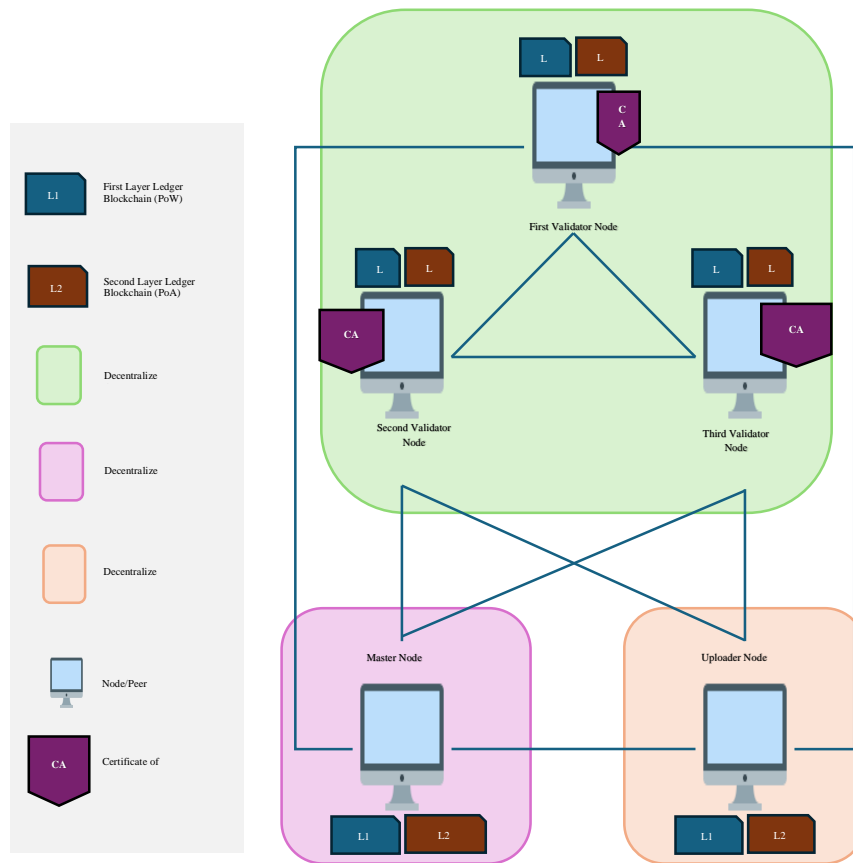 L1
First Layer Ledger
Blockchain (PoW)
L2
Second Layer Ledger
Blockchain (PoA)
Decentralize
Decentralize
Decentralize
Node/Peer
CA
Certificate of
L L
C
A
First Validator Node
L L
CA
Second Validator
Node
L L
CA
Third Validator
Node
Master Node
L1 L2
Uploader Node
L1 L2